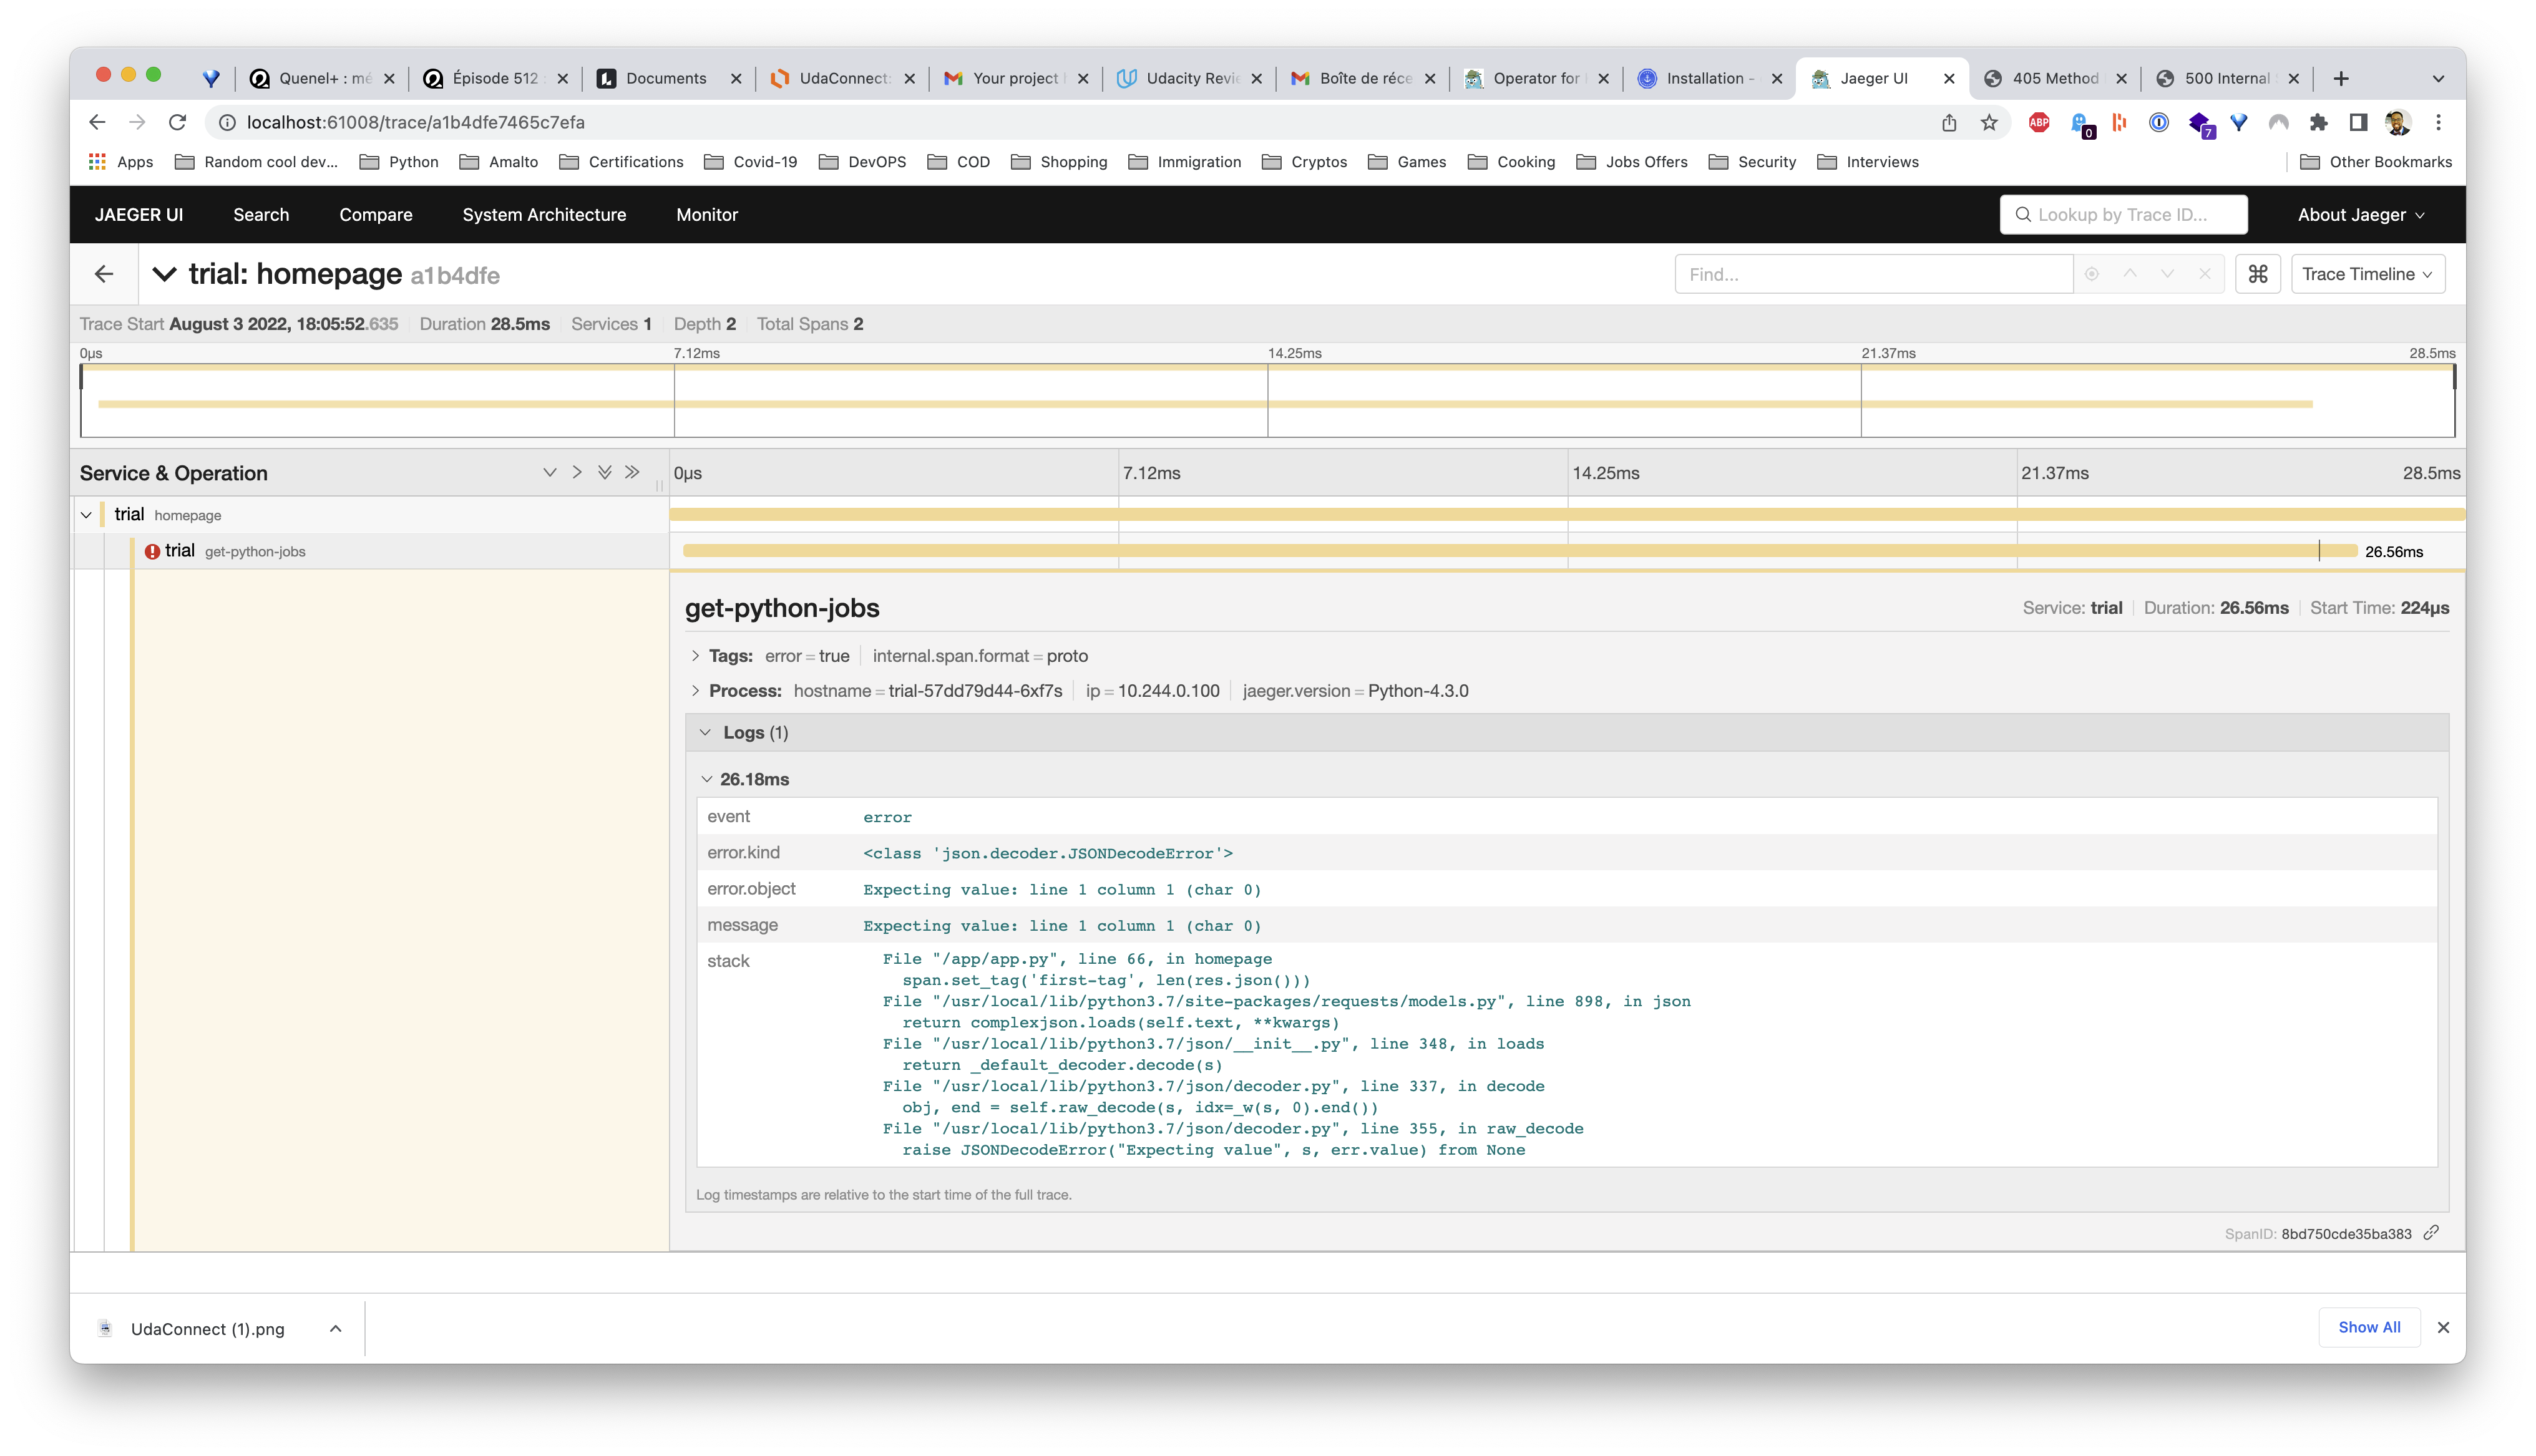 Quenel+ : mé
Épisode 512 :
Documents
UdaConnect:
Your project
Udacity Revie
Boîte de réce
Operator for
Installation -
Jaeger UI
405 Method
500 Internal
localhost:61008/trace/a1b4dfe7465c7efa
ABP
0
7
Apps
Random cool dev...
Python
Amalto
Certifications
Covid-19
DevOPS
COD
Shopping
Immigration
Cryptos
Games
Cooking
Jobs Offers
Security
Interviews
Other Bookmarks
JAEGER UI
Search
Compare
System Architecture
Monitor
Lookup by Trace ID...
About Jaeger
trial: homepage a1b4dfe
Find...
⌘
Trace Timeline
Trace Start August 3 2022, 18:05:52.635 Duration 28.5ms Services 1 Depth 2 Total Spans 2
0μs 7.12ms 14.25ms 21.37ms 28.5ms
Service & Operation
0μs 7.12ms 14.25ms 21.37ms 28.5ms
trial homepage
trial get-python-jobs
26.56ms
get-python-jobs
Service: trial Duration: 26.56ms Start Time: 224μs
Tags: error = true internal.span.format = proto
Process: hostname = trial-57dd79d44-6xf7s ip = 10.244.0.100 jaeger.version = Python-4.3.0
Logs (1)
26.18ms
event error
error.kind <class 'json.decoder.JSONDecodeError'>
error.object Expecting value: line 1 column 1 (char 0)
message Expecting value: line 1 column 1 (char 0)
stack File "/app/app.py", line 66, in homepage
span.set_tag('first-tag', len(res.json()))
File "/usr/local/lib/python3.7/site-packages/requests/models.py", line 898, in json
return complexjson.loads(self.text, **kwargs)
File "/usr/local/lib/python3.7/json/__init__.py", line 348, in loads
return _default_decoder.decode(s)
File "/usr/local/lib/python3.7/json/decoder.py", line 337, in decode
obj, end = self.raw_decode(s, idx=_w(s, 0).end())
File "/usr/local/lib/python3.7/json/decoder.py", line 355, in raw_decode
raise JSONDecodeError("Expecting value", s, err.value) from None
Log timestamps are relative to the start time of the full trace.
SpanID: 8bd750cde35ba383
UdaConnect (1).png
Show All